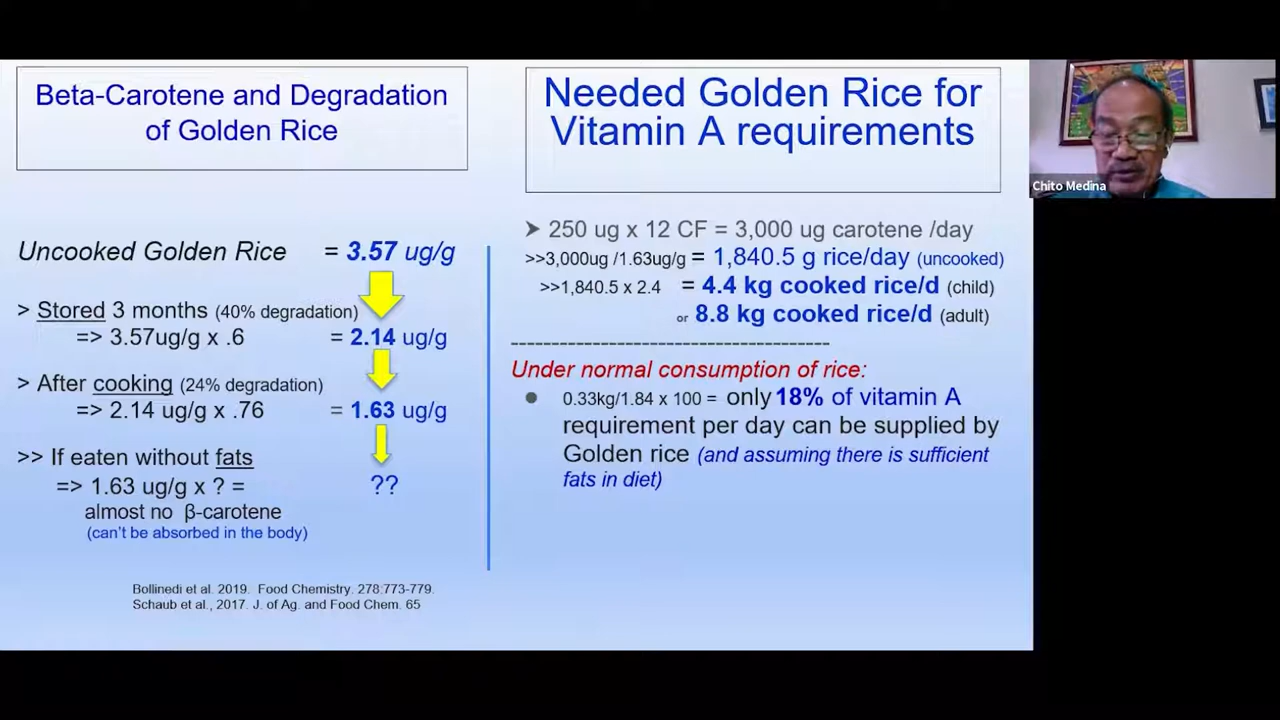 Beta-Carotene and Degradation
of Golden Rice
Uncooked Golden Rice = 3.57 ug/g
> Stored 3 months (40% degradation)
=> 3.57ug/g x .6 = 2.14 ug/g
> After cooking (24% degradation)
=> 2.14 ug/g x .76 = 1.63 ug/g
>> If eaten without fats
=> 1.63 ug/g x ? = ??
almost no β-carotene
(can't be absorbed in the body)
Bollinedi et al. 2019. Food Chemistry. 278:773-779.
Schaub et al., 2017. J. of Ag. and Food Chem. 65
Needed Golden Rice for
Vitamin A requirements
➤ 250 ug x 12 CF = 3,000 ug carotene /day
>>3,000ug /1.63ug/g = 1,840.5 g rice/day (uncooked)
>>1,840.5 x 2.4 = 4.4 kg cooked rice/d (child)
or 8.8 kg cooked rice/d (adult)
---------------------------------------
Under normal consumption of rice:
● 0.33kg/1.84 x 100 = only 18% of vitamin A
requirement per day can be supplied by
Golden rice (and assuming there is sufficient
fats in diet)
Chito Medina